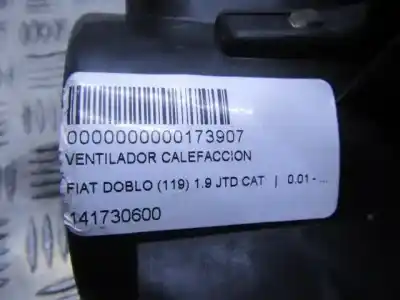 0000000000173907
VENTILADOR CALEFACCION
FIAT DOBLO (119) 1.9 JTD CAT | 0.01 - ...
141730600